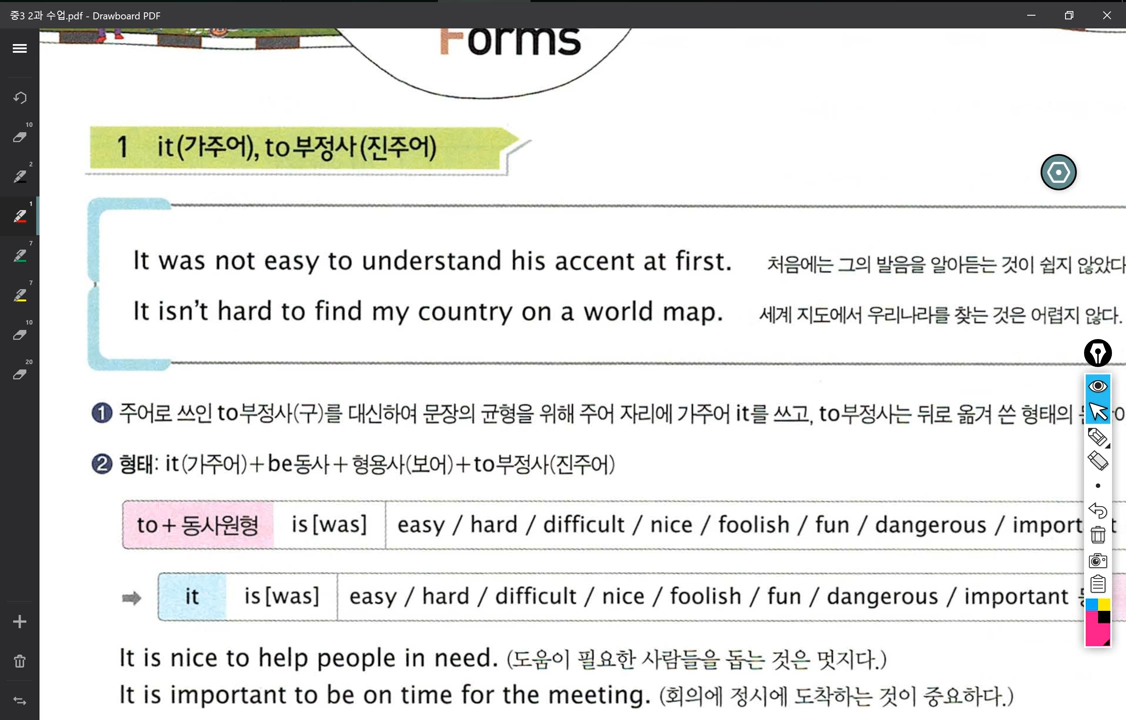 중3 2과 수업.pdf - Drawboard PDF
Forms
1 it(가주어), to부정사(진주어)
It was not easy to understand his accent at first. 처음에는 그의 발음을 알아듣는 것이 쉽지 않았다
It isn't hard to find my country on a world map. 세계 지도에서 우리나라를 찾는 것은 어렵지 않다.
1 주어로 쓰인 to부정사(구)를 대신하여 문장의 균형을 위해 주어 자리에 가주어 it를 쓰고, to부정사는 뒤로 옮겨 쓴 형태의
2 형태: it(가주어)+be동사+형용사(보어)+to부정사(진주어)
to + 동사원형 is[was] easy / hard / difficult / nice / foolish / fun / dangerous /
➡ it is[was] easy / hard / difficult / nice / foolish / fun / dangerous / important
It is nice to help people in need. (도움이 필요한 사람들을 돕는 것은 멋지다.)
It is important to be on time for the meeting. (회의에 정시에 도착하는 것이 중요하다.)
10
2
1
7
7
10
20